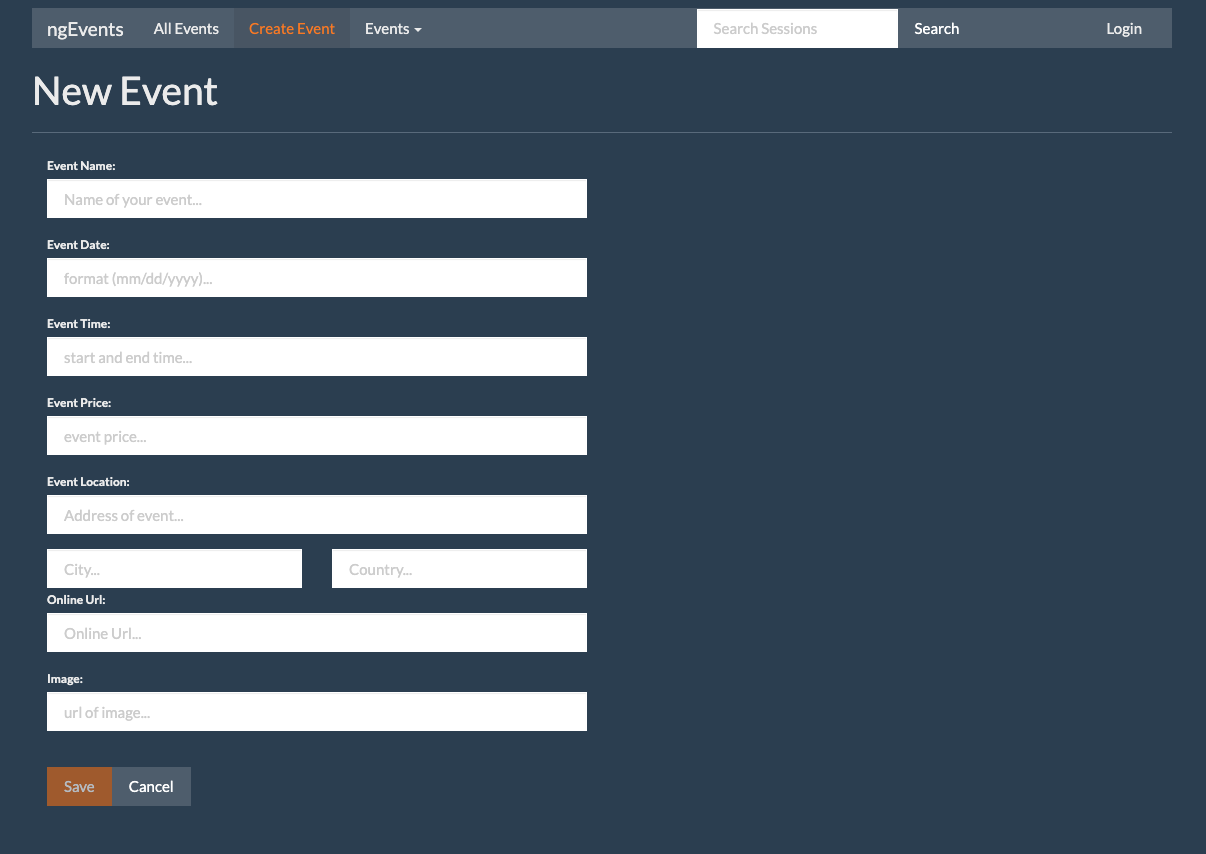 ngEvents All Events Create Event Events Search Sessions Search Login
New Event
Event Name:
Name of your event...
Event Date:
format (mm/dd/yyyy)...
Event Time:
start and end time...
Event Price:
event price...
Event Location:
Address of event...
City... Country...
Online Url:
Online Url...
Image:
url of image...
Save Cancel